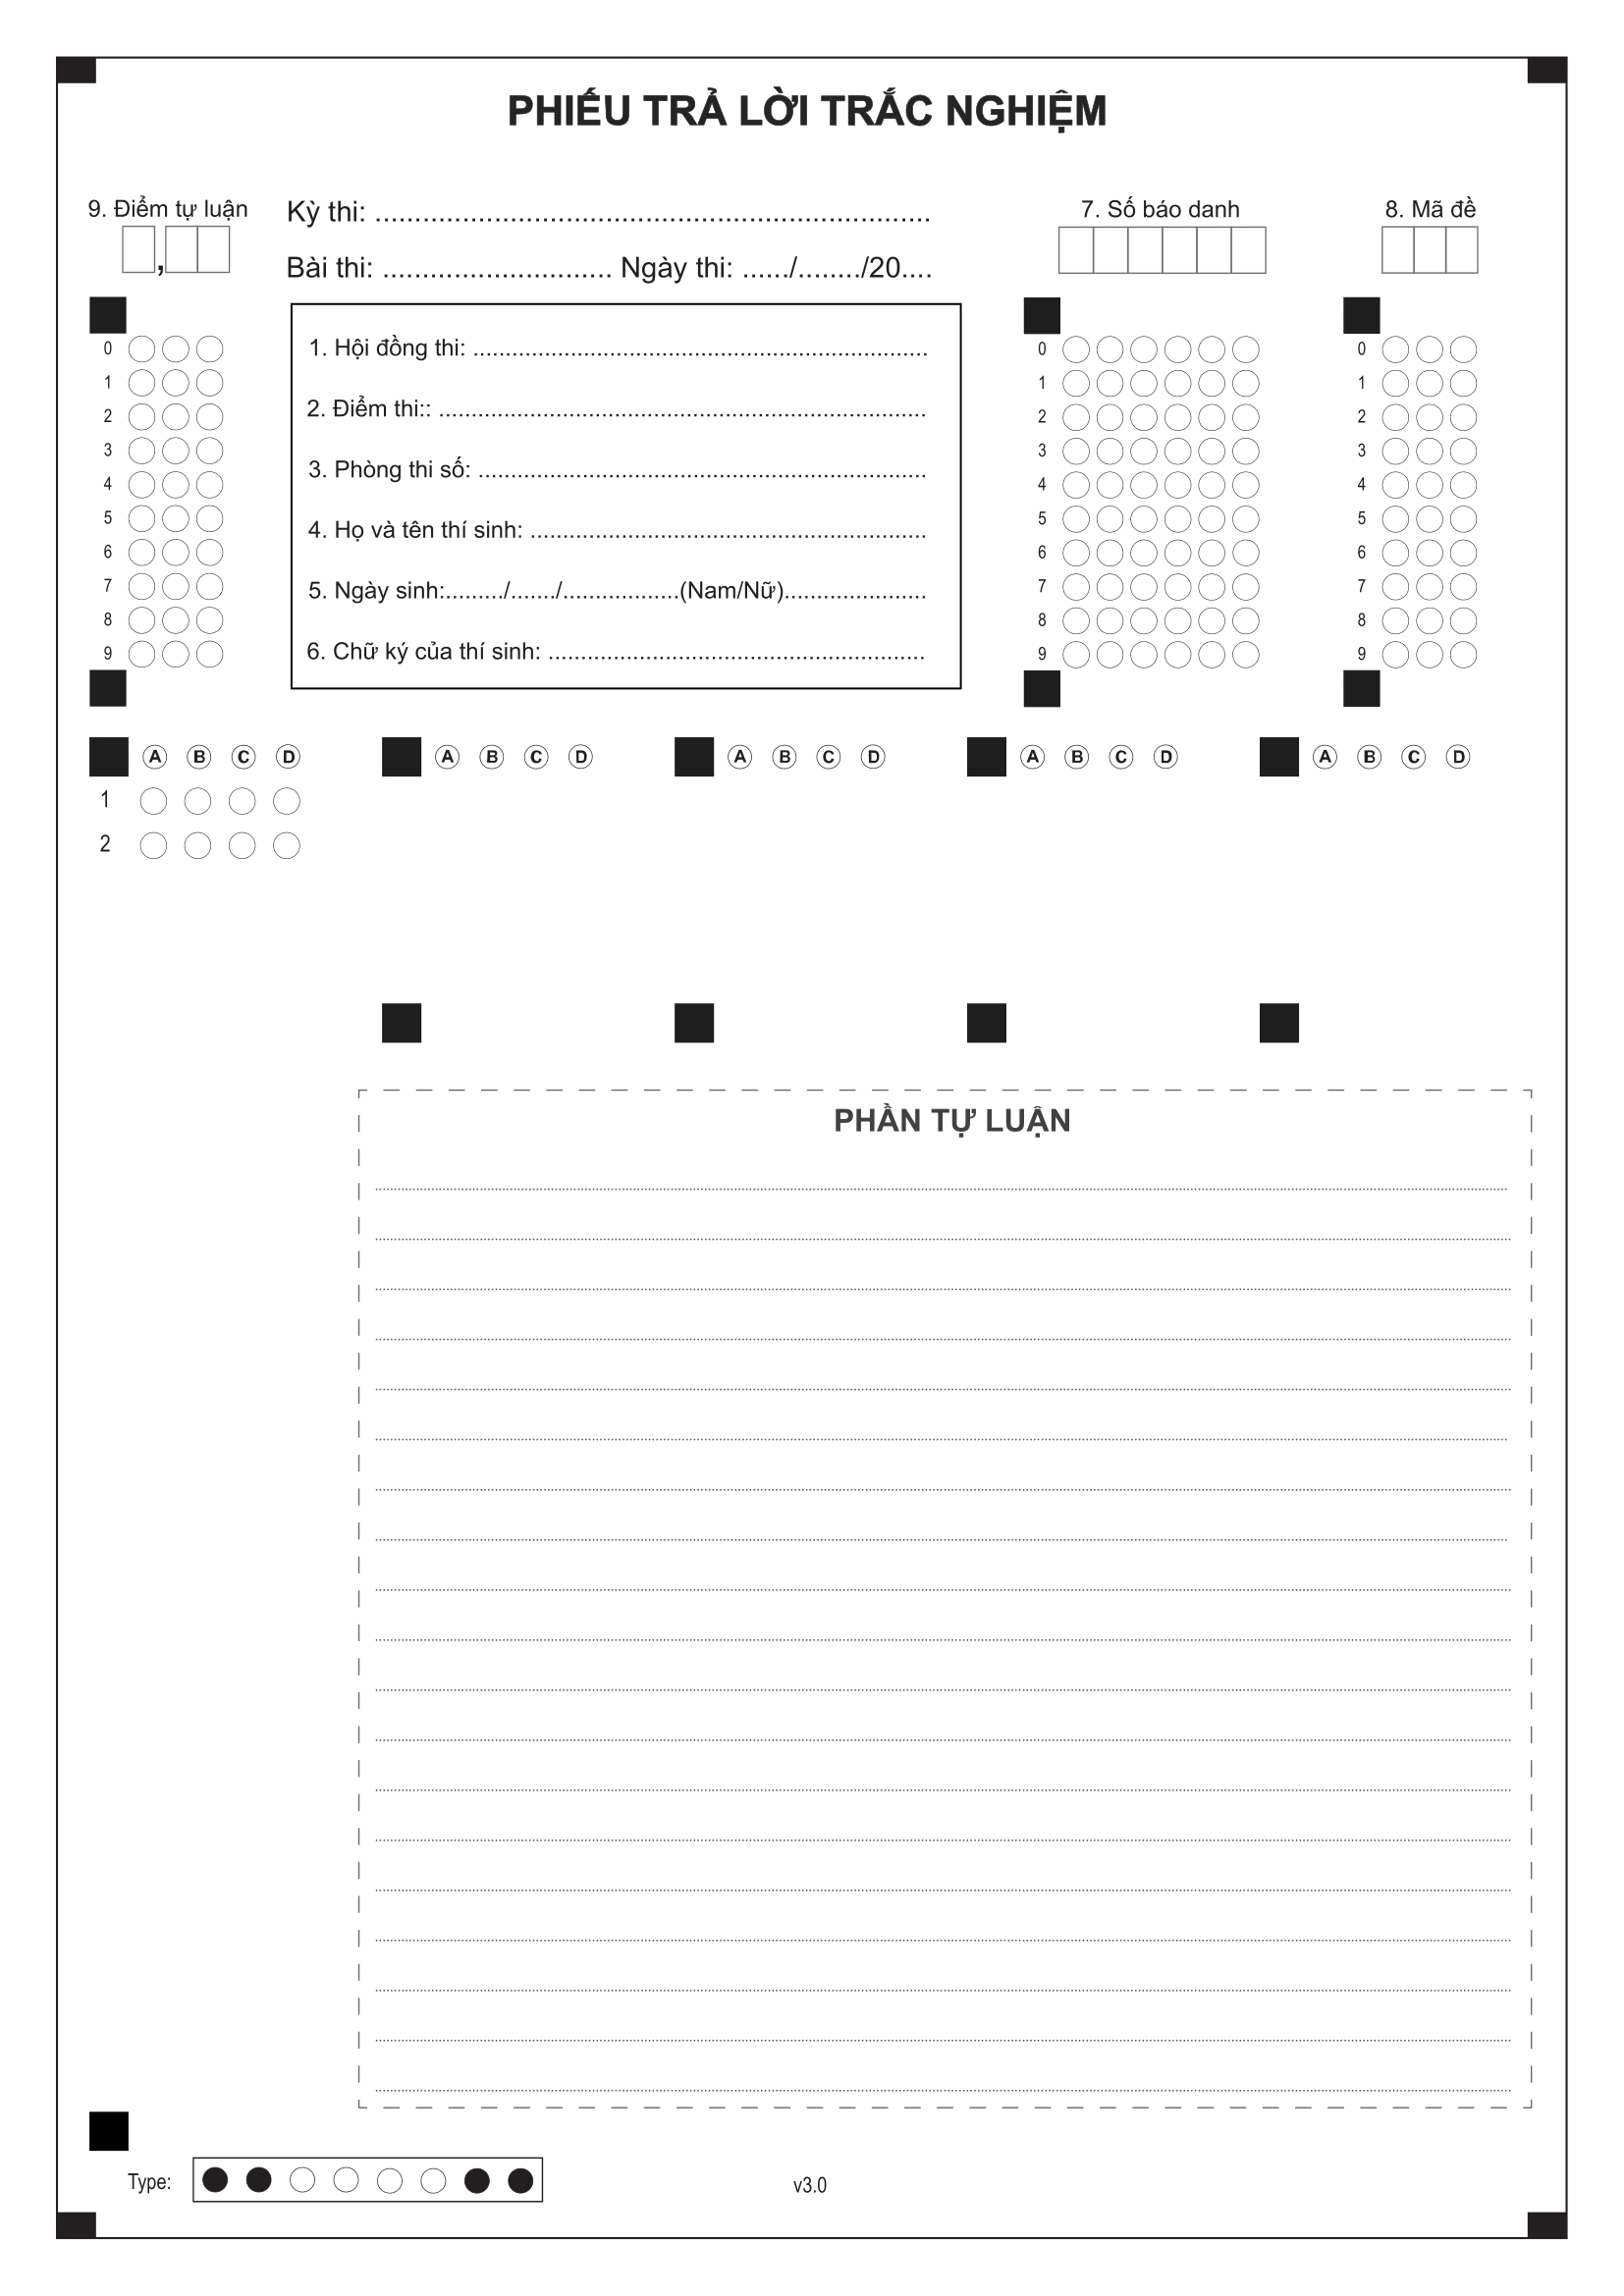 PHIẾU TRẢ LỜI TRẮC NGHIỆM
9. Điểm tự luận
,
Kỳ thi: ......................................................................
Bài thi: ............................. Ngày thi: ....../......../20....
7. Số báo danh
8. Mã đề
0
1
2
3
4
5
6
7
8
9
1. Hội đồng thi: ......................................................................
2. Điểm thi:: ...........................................................................
3. Phòng thi số: .....................................................................
4. Họ và tên thí sinh: .............................................................
5. Ngày sinh:........./......./..................(Nam/Nữ)......................
6. Chữ ký của thí sinh: ..........................................................
0
1
2
3
4
5
6
7
8
9
0
1
2
3
4
5
6
7
8
9
A B C D A B C D A B C D A B C D A B C D
1
2
PHẦN TỰ LUẬN
Type:
v3.0